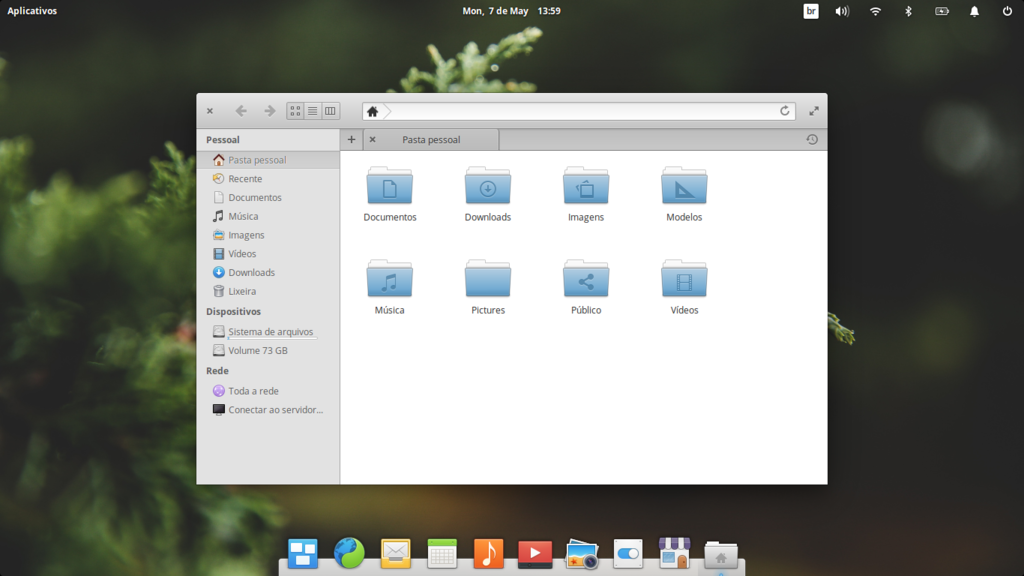 Aplicativos
Mon, 7 de May 13:59
br
Pessoal
Pasta pessoal
Recente
Documentos
Música
Imagens
Vídeos
Downloads
Lixeira
Dispositivos
Sistema de arquivos
Volume 73 GB
Rede
Toda a rede
Conectar ao servidor...
Pasta pessoal
Documentos
Downloads
Imagens
Modelos
Música
Pictures
Público
Vídeos